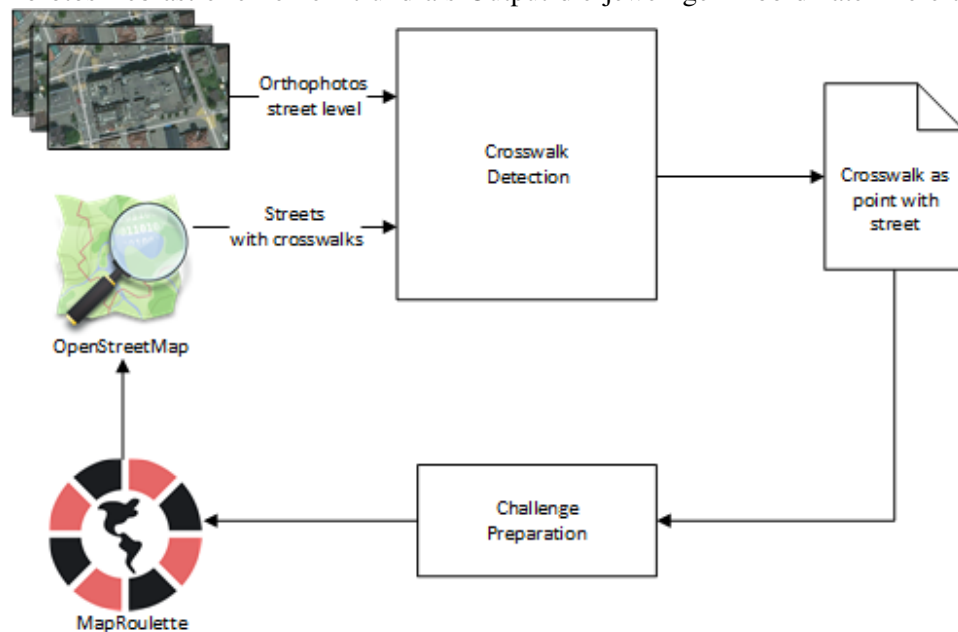 Orthophotos
street level
Crosswalk
Detection
Crosswalk as
point with
street
Streets
with crosswalks
OpenStreetMap
Challenge
Preparation
MapRoulette